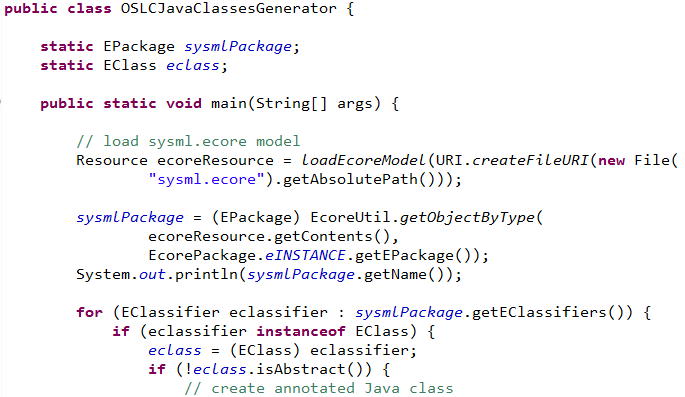 public class OSLCJavaClassesGenerator {
static EPackage sysmlPackage;
static EClass eclass;
public static void main(String[] args) {
// load sysml.ecore model
Resource ecoreResource = loadEcoreModel(URI.createFileURI(new File(
"sysml.ecore").getAbsolutePath()));
sysmlPackage = (EPackage) EcoreUtil.getObjectByType(
ecoreResource.getContents(),
EcorePackage.eINSTANCE.getEPackage());
System.out.println(sysmlPackage.getName());
for (EClassifier eclassifier : sysmlPackage.getEClassifiers()) {
if (eclassifier instanceof EClass) {
eclass = (EClass) eclassifier;
if (!eclass.isAbstract()) {
// create annotated Java class